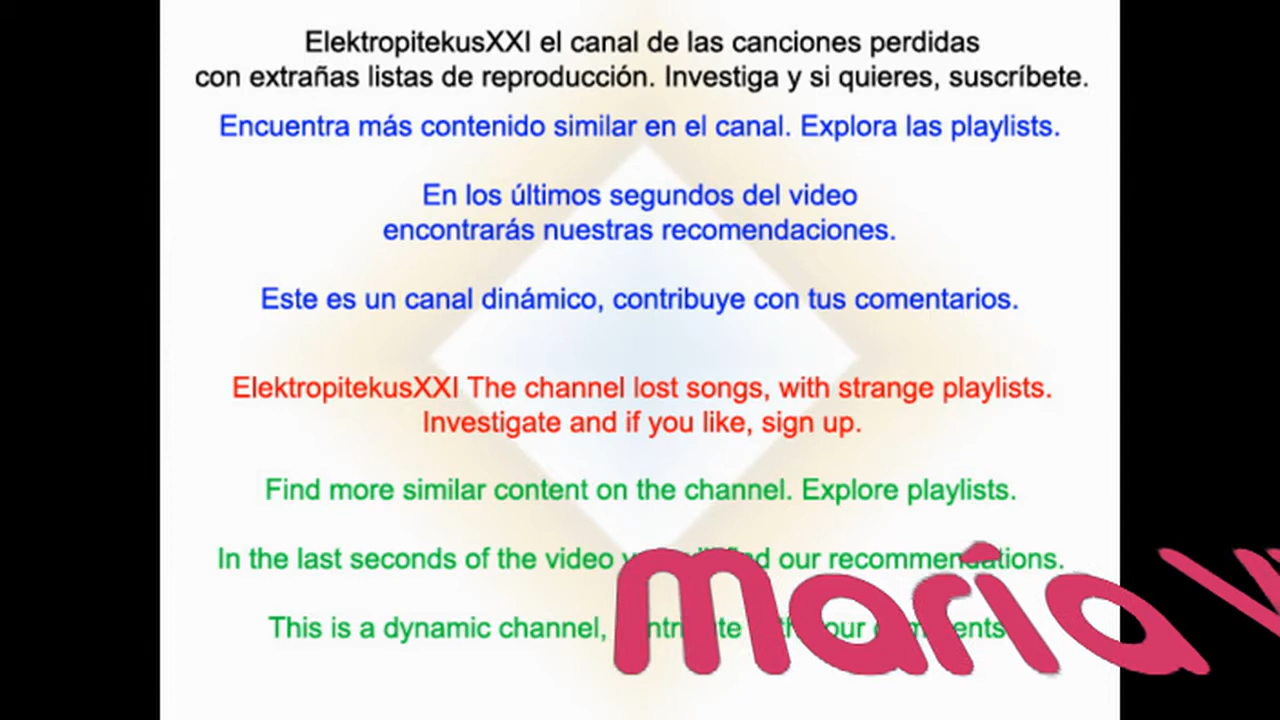 ElektropitekusXXI el canal de las canciones perdidas
con extrañas listas de reproducción. Investiga y si quieres, suscríbete.
Encuentra más contenido similar en el canal. Explora las playlists.
En los últimos segundos del video
encontrarás nuestras recomendaciones.
Este es un canal dinámico, contribuye con tus comentarios.
ElektropitekusXXI The channel lost songs, with strange playlists.
Investigate and if you like, sign up.
Find more similar content on the channel. Explore playlists.
In the last seconds of the video our recommendations.
This is a dynamic channel,
María